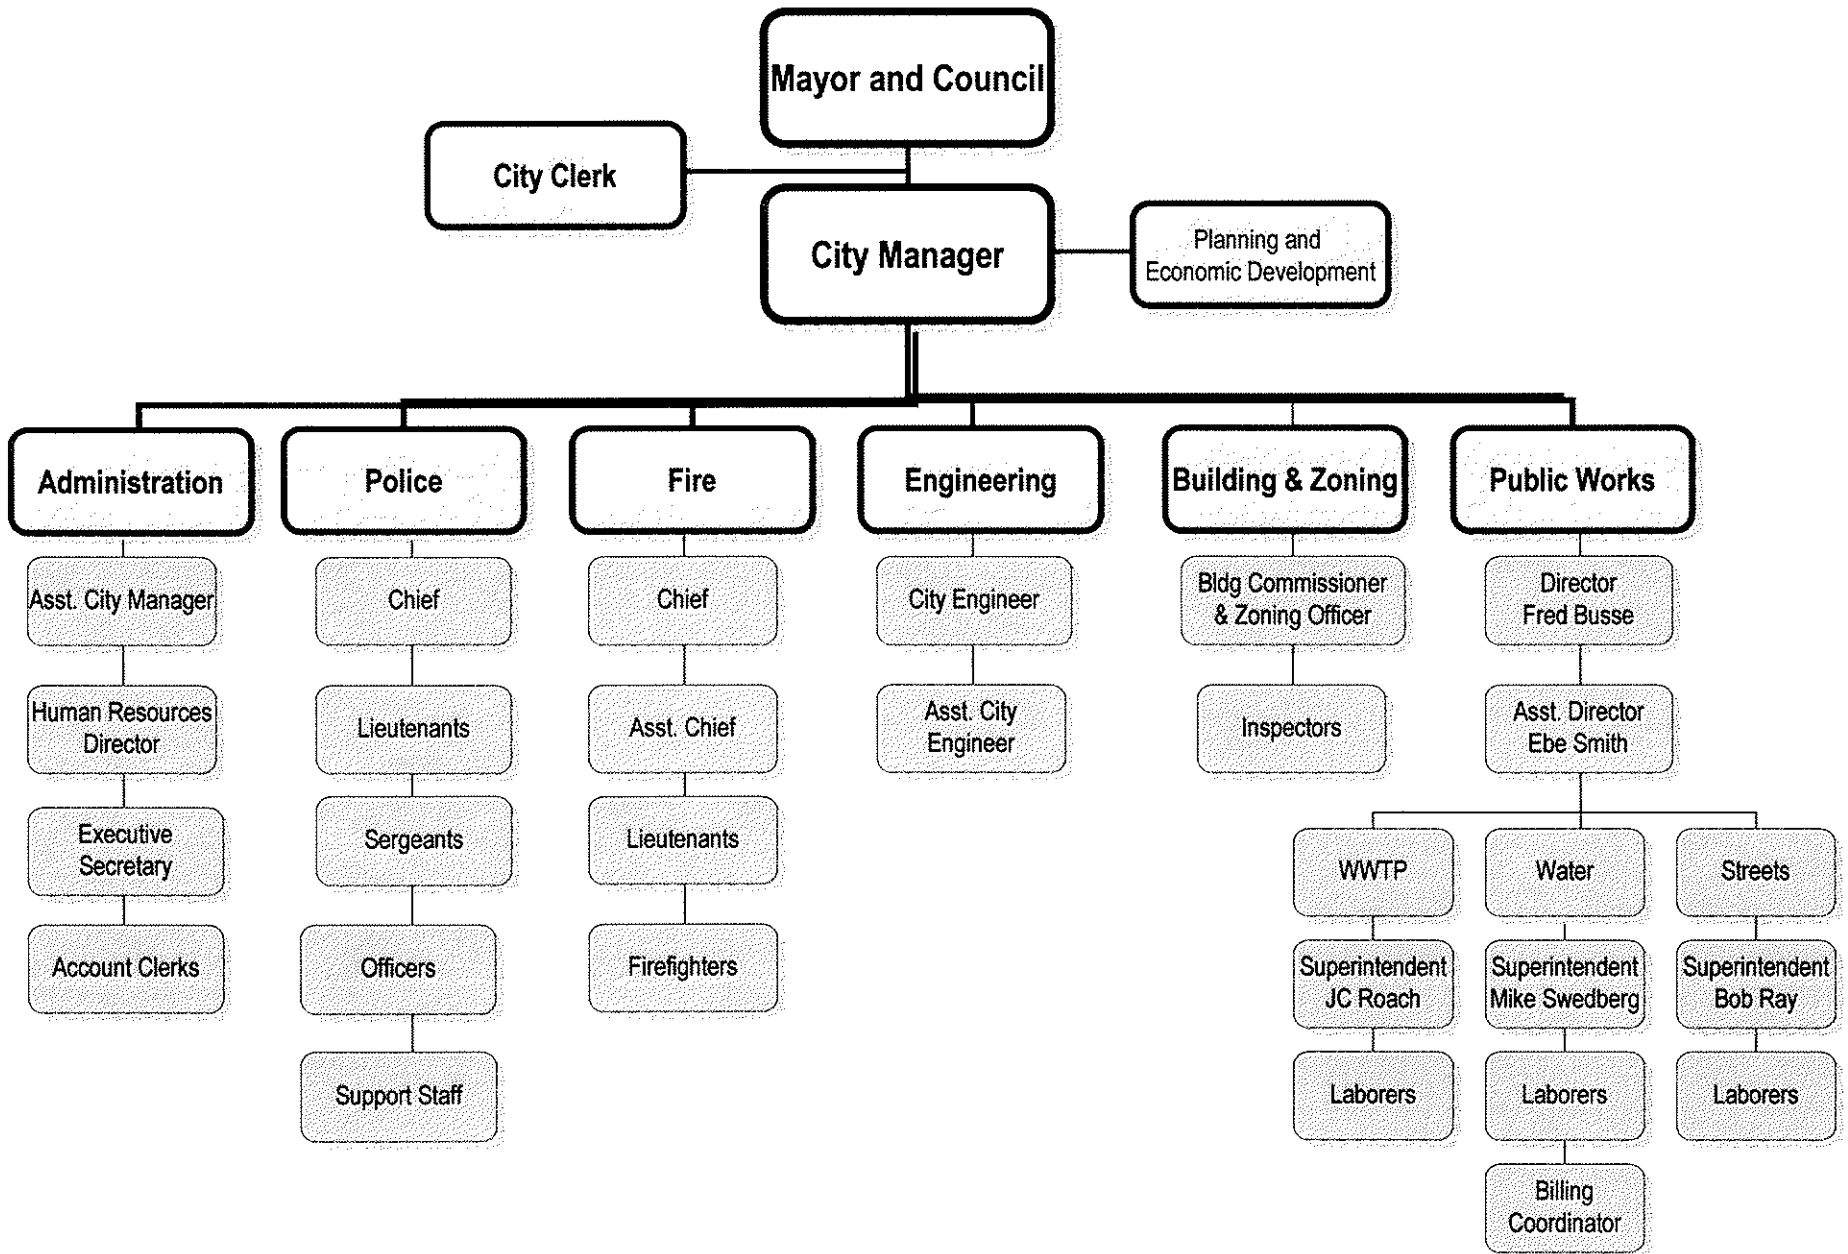 Mayor and Council
City Clerk
City Manager
Planning and
Economic Development
Administration
Police
Fire
Engineering
Building & Zoning
Public Works
Asst. City Manager
Human Resources
Director
Executive
Secretary
Account Clerks
Chief
Lieutenants
Sergeants
Officers
Support Staff
Chief
Asst. Chief
Lieutenants
Firefighters
City Engineer
Asst. City
Engineer
Bldg Commissioner
& Zoning Officer
Inspectors
Director
Fred Busse
Asst. Director
Ebe Smith
WWTP
Superintendent
JC Roach
Laborers
Water
Superintendent
Mike Swedberg
Laborers
Billing
Coordinator
Streets
Superintendent
Bob Ray
Laborers